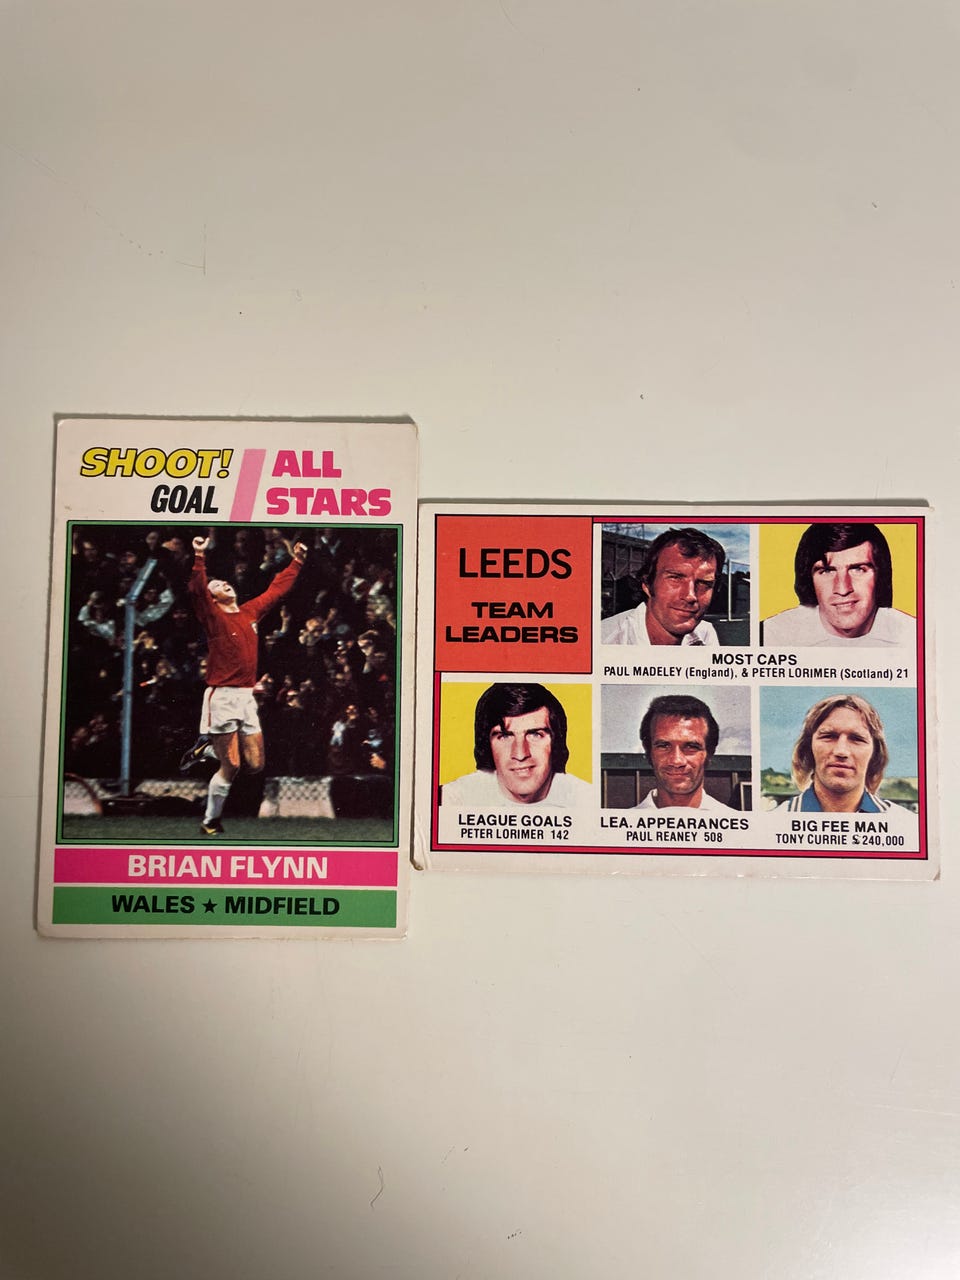 SHOOT!
GOAL
ALL
STARS
BRIAN FLYNN
WALES ★ MIDFIELD
LEEDS
TEAM
LEADERS
MOST CAPS
PAUL MADELEY (England), & PETER LORIMER (Scotland) 21
LEAGUE GOALS
PETER LORIMER 142
LEA. APPEARANCES
PAUL REANEY 508
BIG FEE MAN
TONY CURRIE £240,000